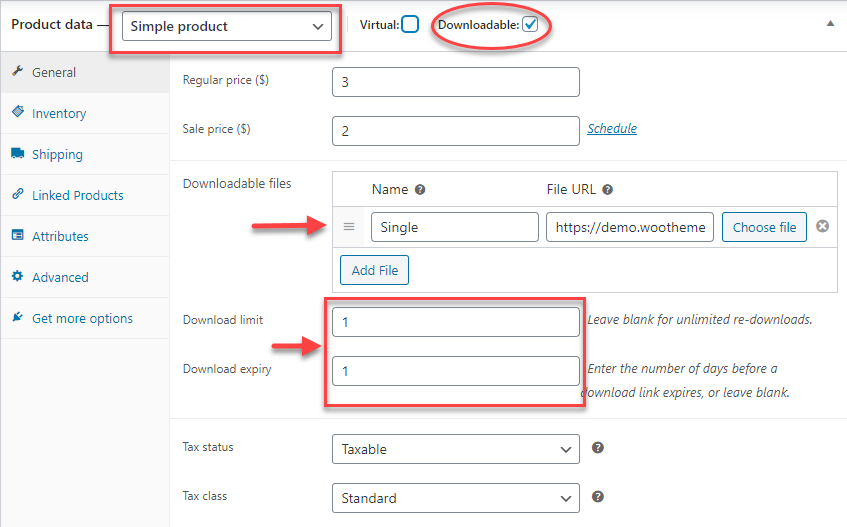 Product data — Simple product Virtual: Downloadable:
General
Inventory
Shipping
Linked Products
Attributes
Advanced
Get more options
Regular price ($) 3
Sale price ($) 2 Schedule
Downloadable files
Name File URL
Single https://demo.wootheme Choose file
Add File
Download limit 1 Leave blank for unlimited re-downloads.
Download expiry 1 Enter the number of days before a
download link expires, or leave blank.
Tax status Taxable
Tax class Standard